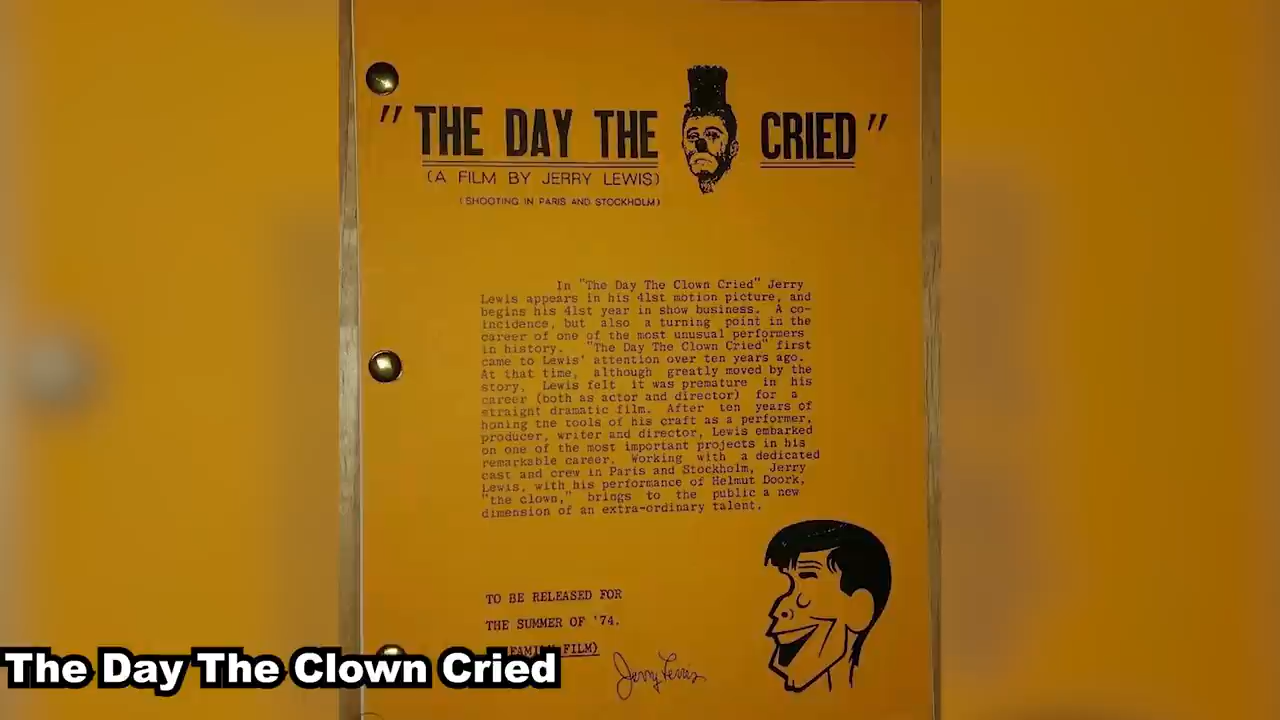 " THE DAY THE CRIED "
(A FILM BY JERRY LEWIS)
(SHOOTING IN PARIS AND STOCKHOLM)
In "The Day The Clown Cried" Jerry
Lewis appears in his 41st motion picture, and
begins his 41st year in show business. A co-
incidence, but also a turning point in the
career of one of the most unusual performers
in history. "The Day The Clown Cried" first
came to Lewis' attention over ten years ago.
At that time, although greatly moved by the
story, Lewis felt it was premature in his
career (both as actor and director) for a
straight dramatic film. After ten years of
honing the tools of his craft as a performer,
producer, writer and director, Lewis embarked
on one of the most important projects in his
remarkable career. Working with a dedicated
cast and crew in Paris and Stockholm, Jerry
Lewis, with his performance of Helmut Doork,
"the clown," brings to the public a new
dimension of an extra-ordinary talent.
TO BE RELEASED FOR
THE SUMMER OF '74.
FILM)
Jerry Lewis
The Day The Clown Cried